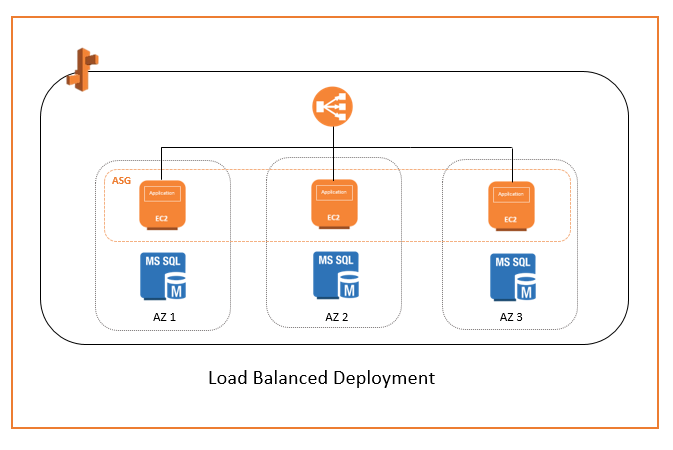 ASG
Application
EC2
Application
EC2
Application
EC2
MS SQL
M
MS SQL
M
MS SQL
M
AZ 1
AZ 2
AZ 3
Load Balanced Deployment